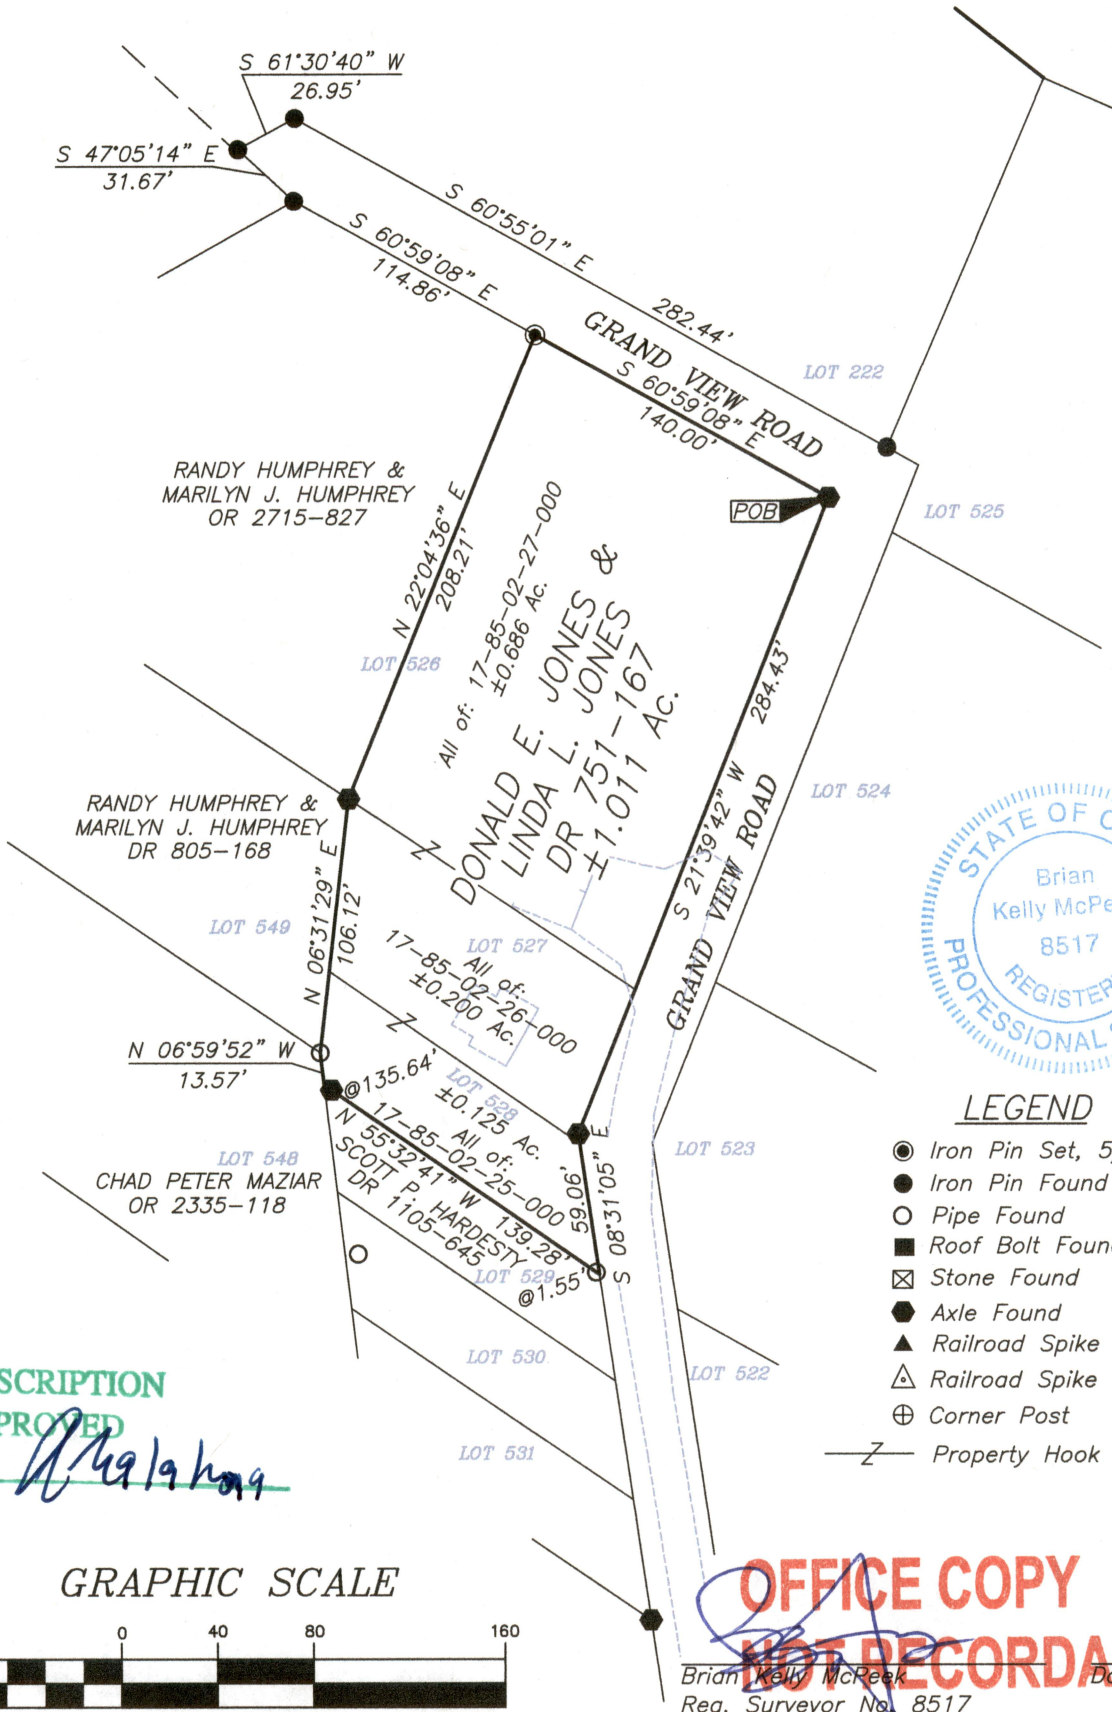 S 61°30'40" W
26.95'
S 47°05'14" E
31.67'
S 60°55'01" E
282.44'
S 60°59'08" E
114.86'
GRAND VIEW ROAD
S 60°59'08" E
140.00'
LOT 222
POB
LOT 525
RANDY HUMPHREY &
MARILYN J. HUMPHREY
OR 2715-827
N 22°04'36" E
208.21'
LOT 526
All of: 17-85-02-27-000
±0.686 Ac.
DONALD E. JONES &
LINDA L. JONES
DR 751-167
±1.011 AC.
S 21°39'42" W 284.43'
GRAND VIEW ROAD
LOT 524
RANDY HUMPHREY &
MARILYN J. HUMPHREY
DR 805-168
LOT 549
N 06°31'29" E
106.12'
LOT 527
All of:
17-85-02-26-000
±0.200 Ac.
N 06°59'52" W
13.57'
@135.64'
LOT 528
±0.125 Ac.
All of:
17-85-02-25-000
N 55°32'41" W 139.28'
SCOTT P. HARDESTY
DR 1105-645
LOT 529
@1.55'
59.06'
S 08°31'05" E
LOT 523
LOT 548
CHAD PETER MAZIAR
OR 2335-118
LOT 530
LOT 522
LOT 531
STATE OF
Brian
Kelly McPe
8517
REGISTER
PROFESSIONAL
LEGEND
Iron Pin Set, 5
Iron Pin Found
Pipe Found
Roof Bolt Foun
Stone Found
Axle Found
Railroad Spike
Railroad Spike
Corner Post
Z Property Hook
SCRIPTION
PROVED
GRAPHIC SCALE
0 40 80 160
OFFICE COPY
NOT RECORDA
Brian Kelly McPeek
Reg. Surveyor No. 8517